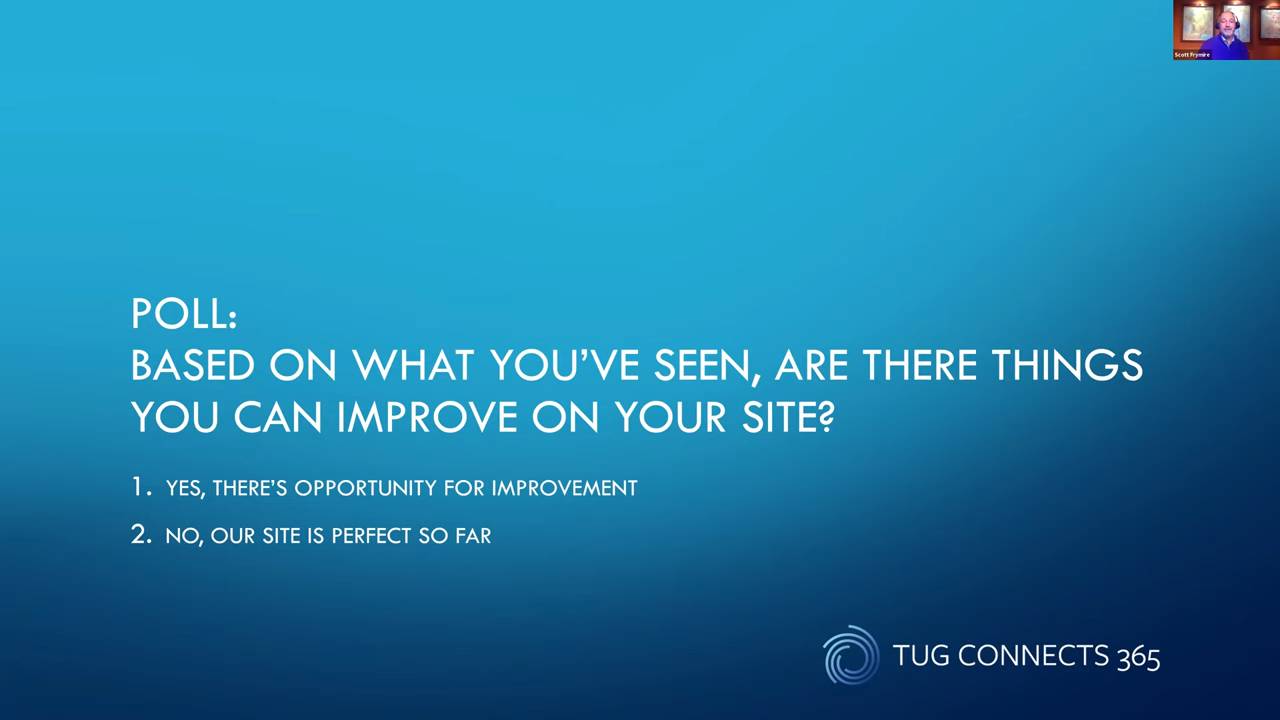 Scott Frymire
POLL:
BASED ON WHAT YOU’VE SEEN, ARE THERE THINGS
YOU CAN IMPROVE ON YOUR SITE?
1. YES, THERE’S OPPORTUNITY FOR IMPROVEMENT
2. NO, OUR SITE IS PERFECT SO FAR
TUG CONNECTS 365